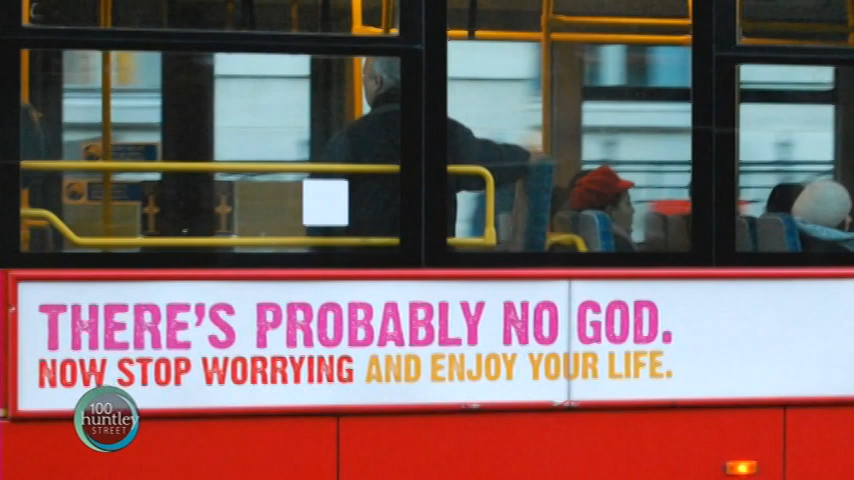 THERE'S PROBABLY NO GOD.
NOW STOP WORRYING AND ENJOY YOUR LIFE.
100
huntley
STREET